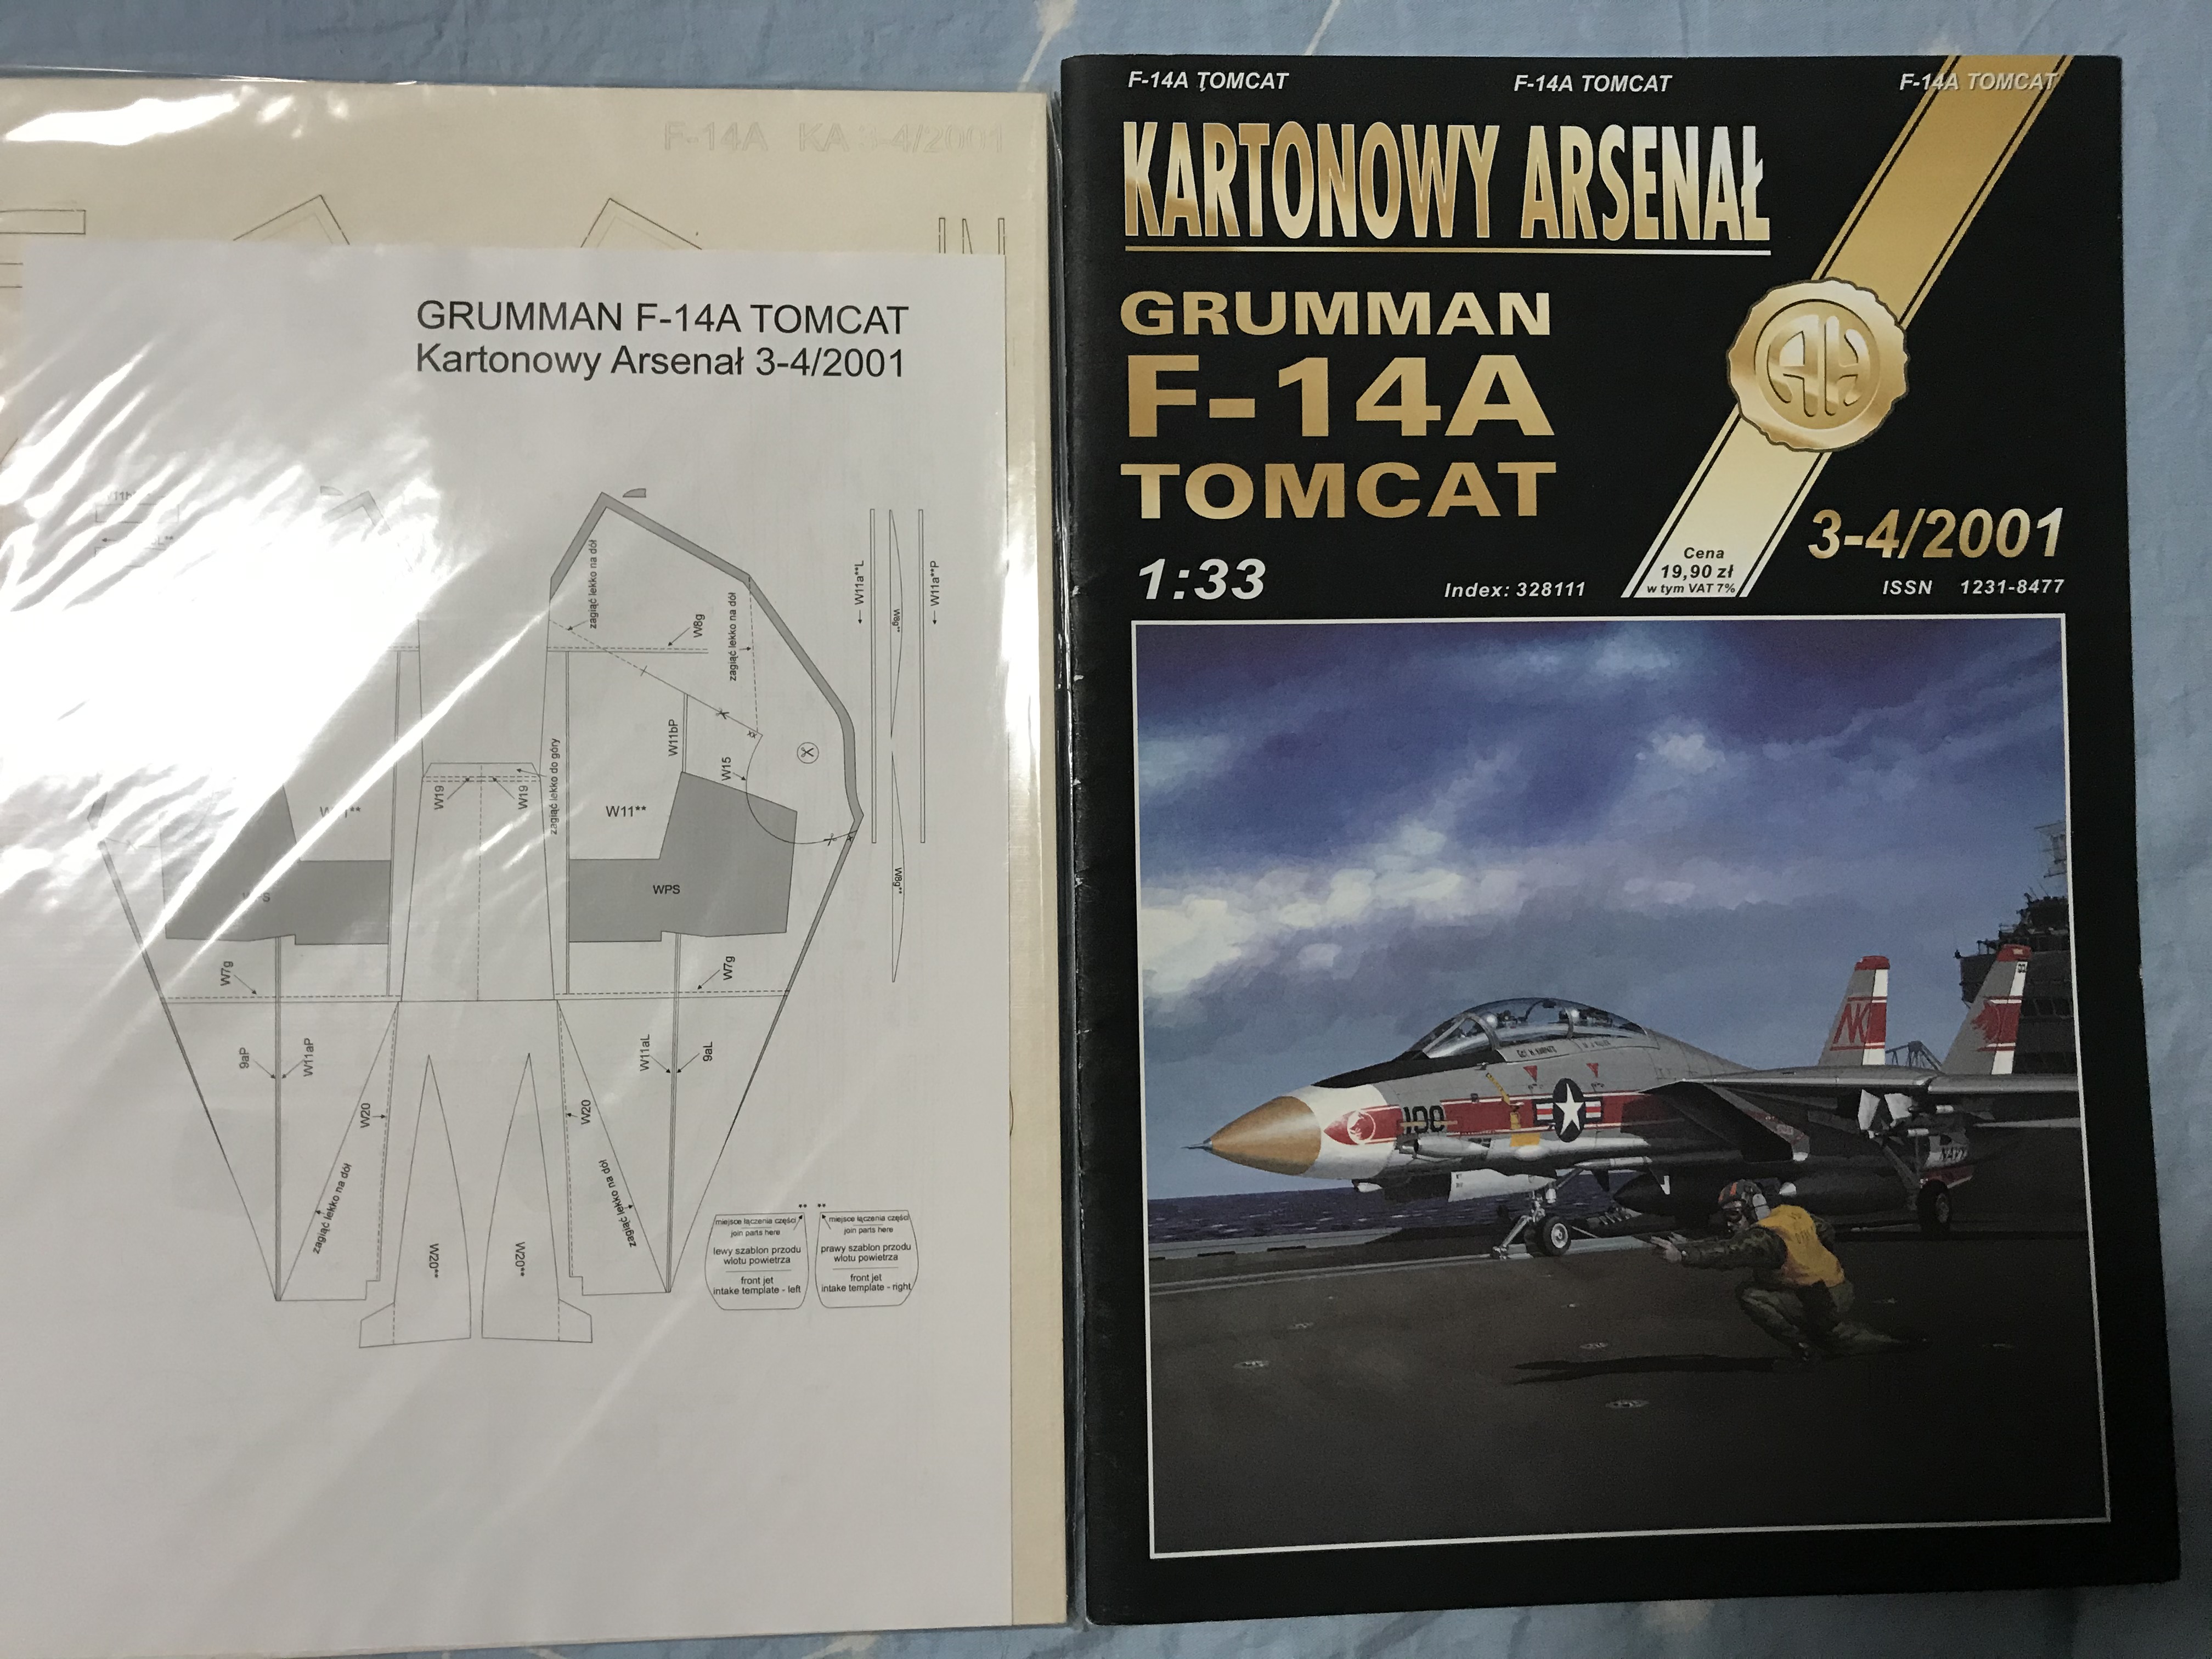 F-14A KA 3-4/2001
GRUMMAN F-14A TOMCAT
Kartonowy Arsenał 3-4/2001
zagiąć lekko na dół
W8g
zagiąć lekko na dół
W11a**L
W8g**
W11a**P
W11bP
W15
W19
W19
zagiąć lekko do góry
W11**
WPS
W8g**
W7g
W7g
9aP
W11aP
W11aL
9aL
W20
W20
zagiąć lekko na dół
zagiąć lekko na dół
W20**
W20**
** **
miejsce łączenia części
join parts here
lewy szablon przodu
wlotu powietrza
front jet
intake template - left
miejsce łączenia części
join parts here
prawy szablon przodu
wlotu powietrza
front jet
intake template - right
F-14A TOMCAT F-14A TOMCAT F-14A TOMCAT
KARTONOWY ARSENAŁ
GRUMMAN
F-14A
TOMCAT
AH
3-4/2001
1:33
Index: 328111
Cena
19,90 zł
w tym VAT 7%
ISSN 1231-8477
NK
100
NAVY